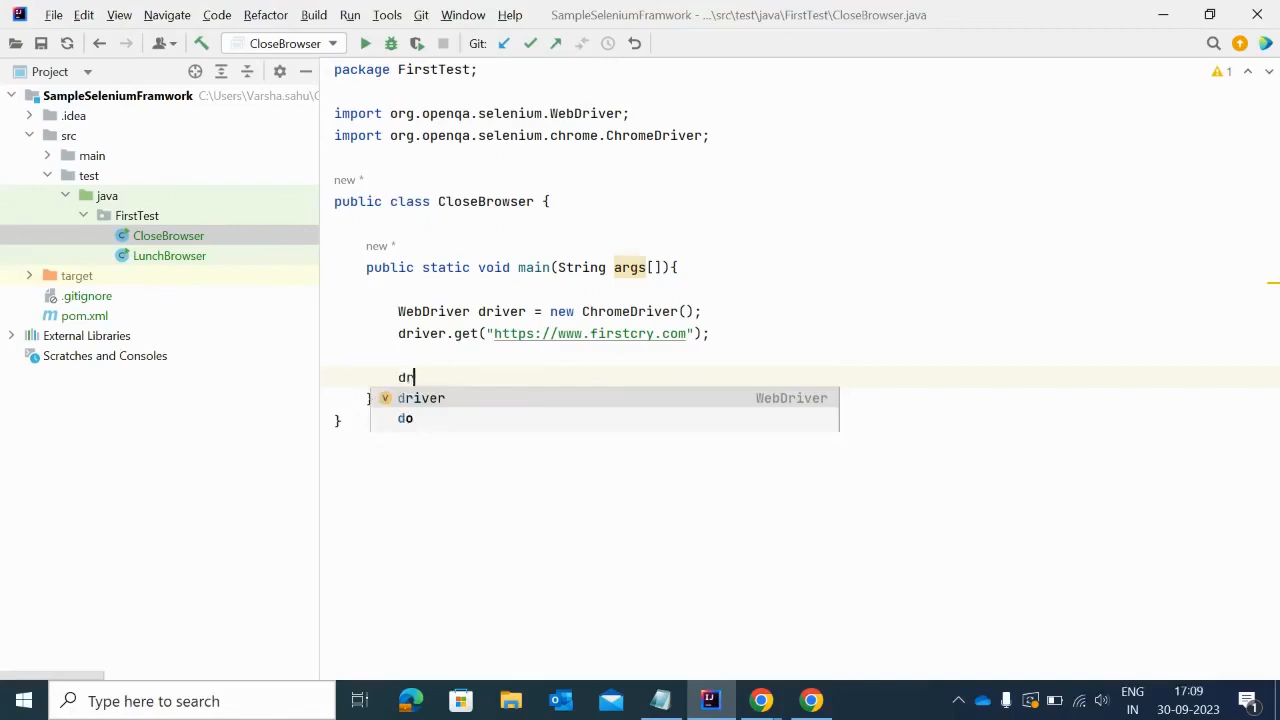 File Edit View Navigate Code Refactor Build Run Tools Git Window Help SampleSeleniumFramwork - ...\src\test\java\FirstTest\CloseBrowser.java
CloseBrowser Git:
Project
SampleSeleniumFramwork C:\Users\Varsha.sahu\
.idea
src
main
test
java
FirstTest
CloseBrowser
LunchBrowser
target
.gitignore
pom.xml
External Libraries
Scratches and Consoles
package FirstTest;
1
import org.openqa.selenium.WebDriver;
import org.openqa.selenium.chrome.ChromeDriver;
new *
public class CloseBrowser {
new *
public static void main(String args[]){
WebDriver driver = new ChromeDriver();
driver.get("https://www.firstcry.com");
dr
}
driver WebDriver
do
}
Type here to search
ENG
IN
17:09
30-09-2023
1